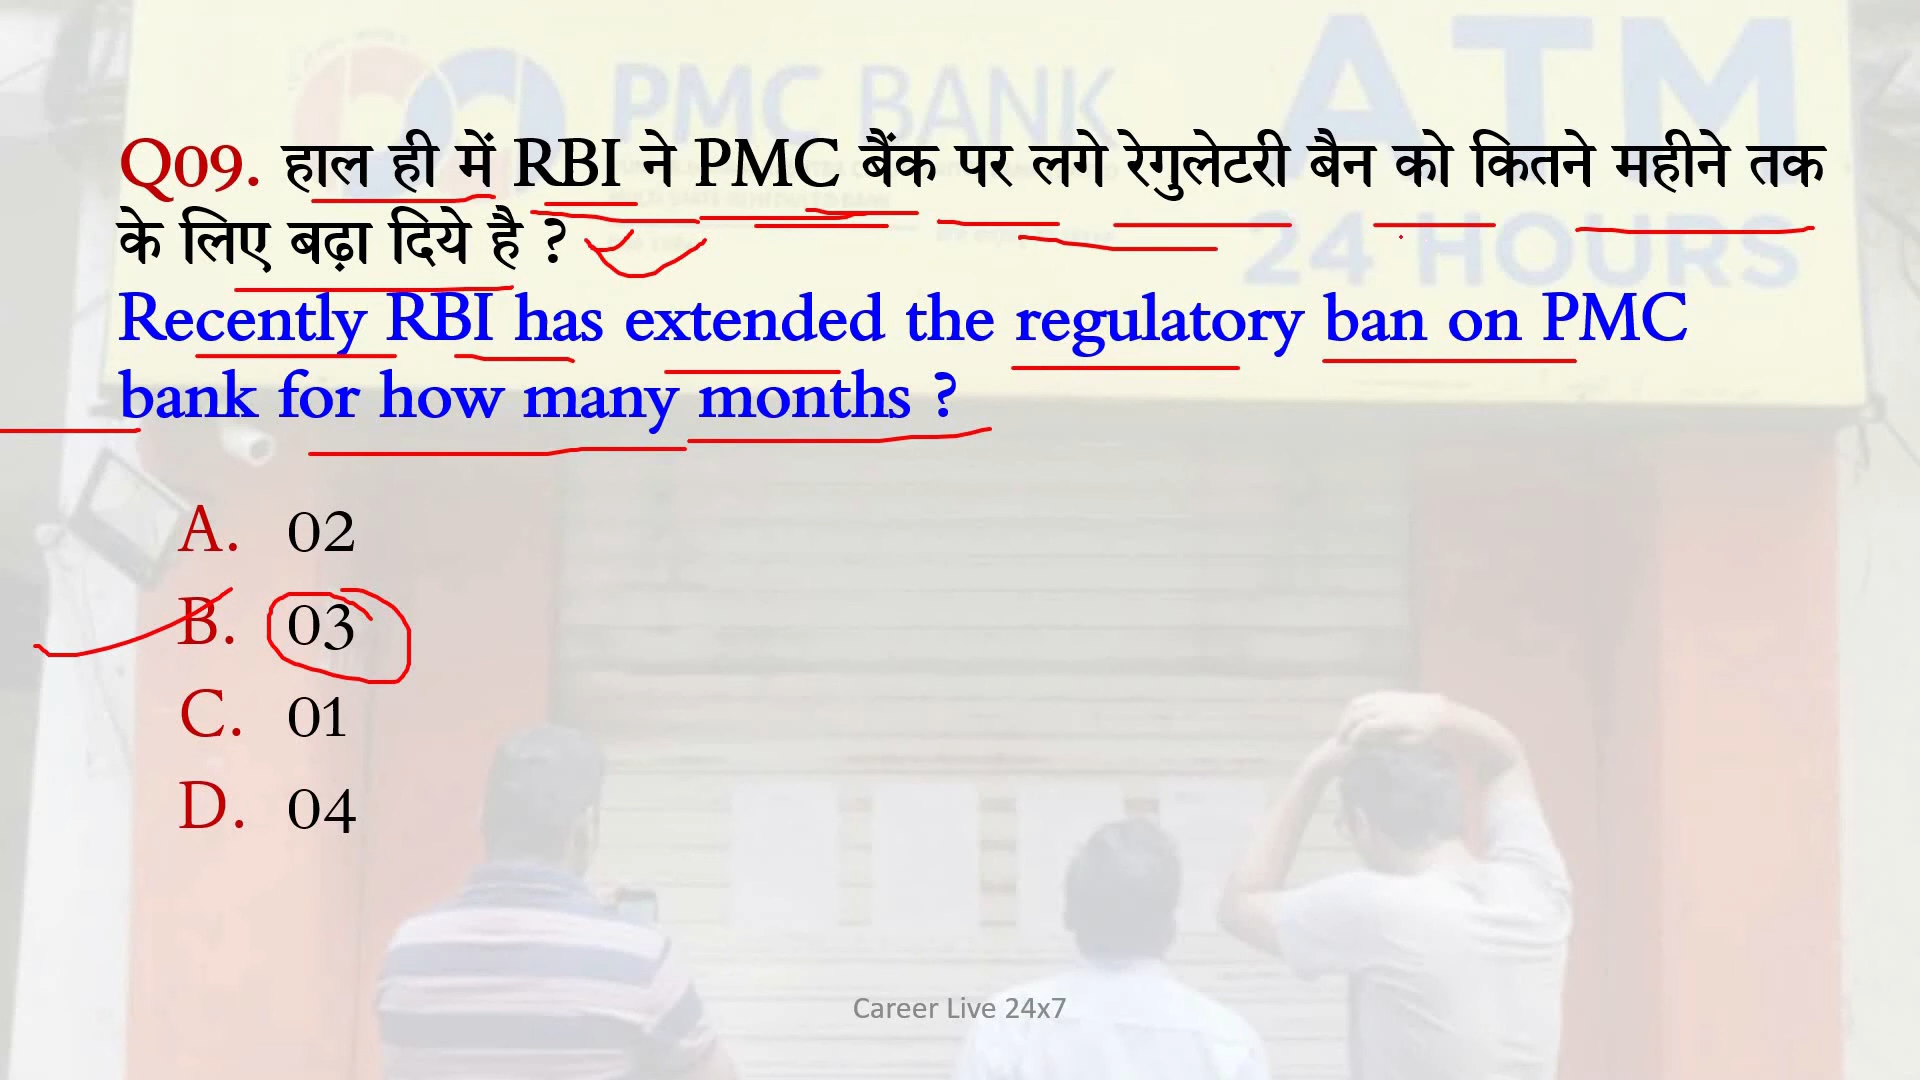 PMC BANK
ATM
24 HOURS
Q09. हाल ही में RBI ने PMC बैंक पर लगे रेगुलेटरी बैन को कितने महीने तक
के लिए बढ़ा दिये है ?
Recently RBI has extended the regulatory ban on PMC
bank for how many months ?
A. 02
B. 03
C. 01
D. 04
Career Live 24x7